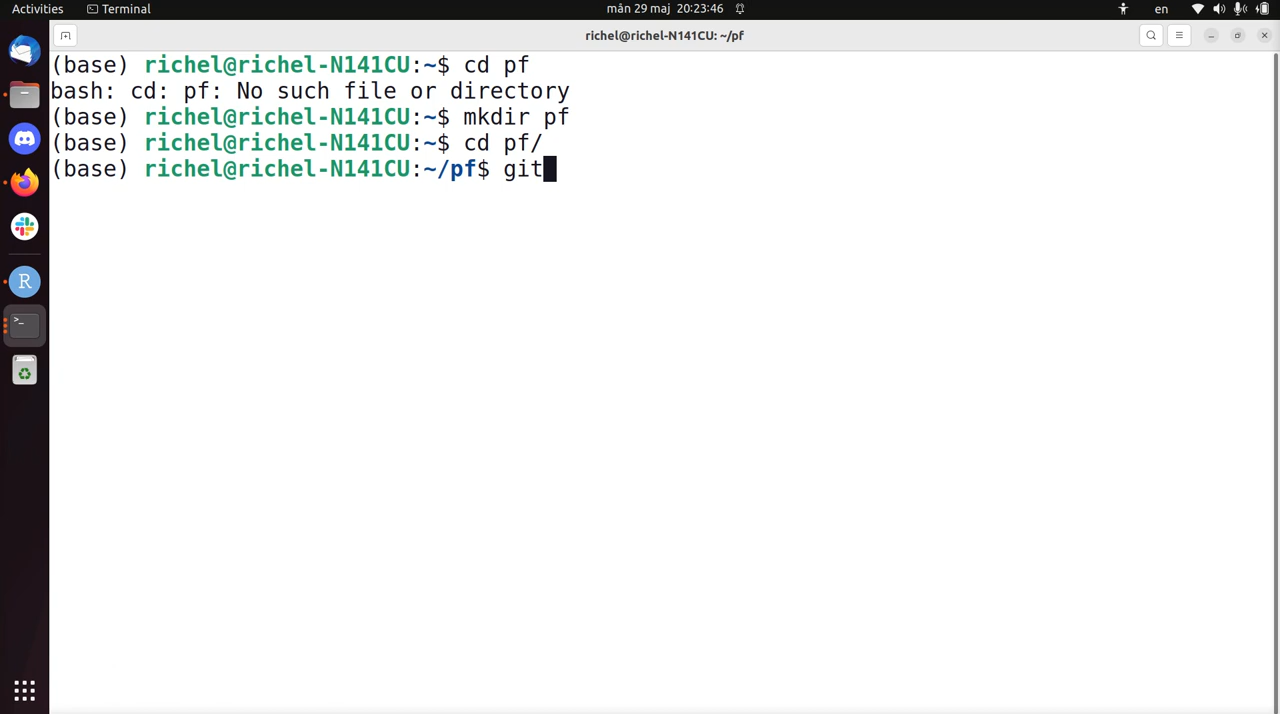 Activities
Terminal
mån 29 maj 20:23:46
en
richel@richel-N141CU: ~/pf
(base) richel@richel-N141CU:~$ cd pf
bash: cd: pf: No such file or directory
(base) richel@richel-N141CU:~$ mkdir pf
(base) richel@richel-N141CU:~$ cd pf/
(base) richel@richel-N141CU:~/pf$ git
R
>_